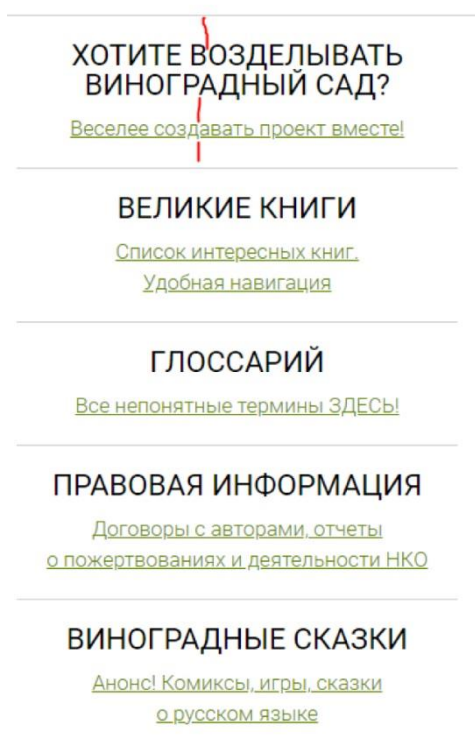 ХОТИТЕ ВОЗДЕЛЫВАТЬ
ВИНОГРАДНЫЙ САД?
Веселее создавать проект вместе!
ВЕЛИКИЕ КНИГИ
Список интересных книг.
Удобная навигация
ГЛОССАРИЙ
Все непонятные термины ЗДЕСЬ!
ПРАВОВАЯ ИНФОРМАЦИЯ
Договоры с авторами, отчеты
о пожертвованиях и деятельности НКО
ВИНОГРАДНЫЕ СКАЗКИ
Анонс! Комиксы, игры, сказки
о русском языке